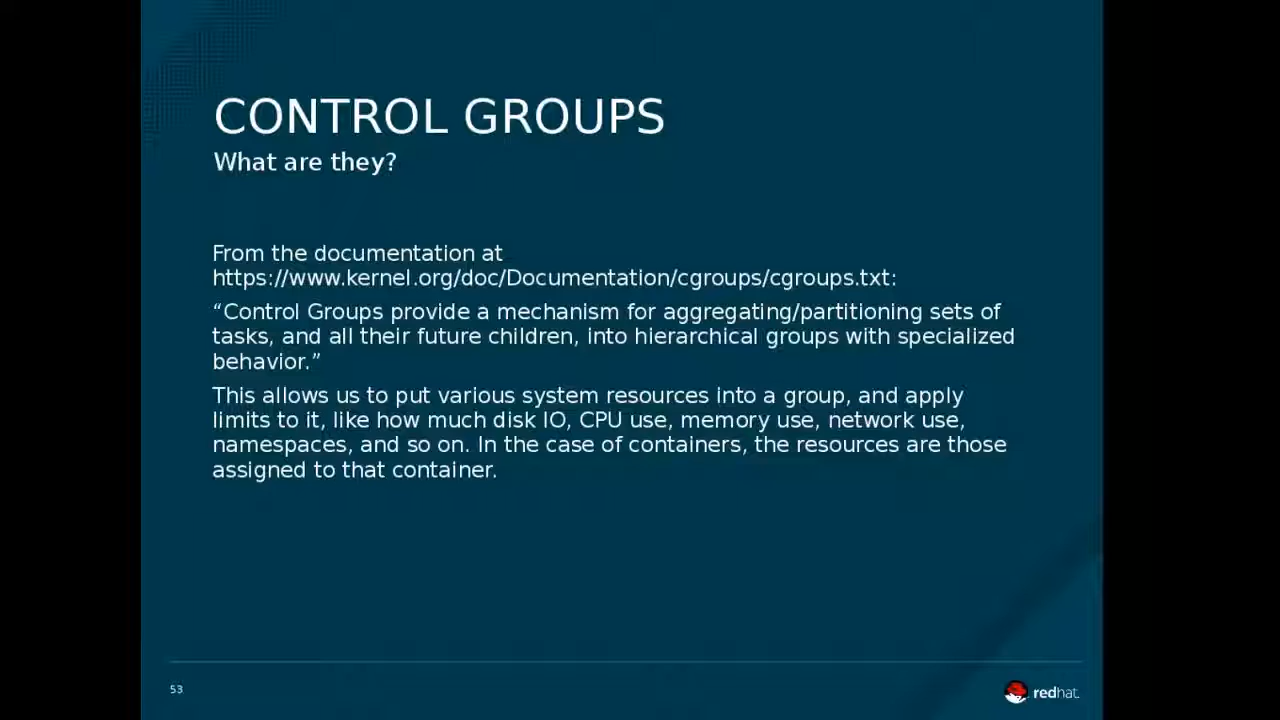 CONTROL GROUPS
What are they?
From the documentation at
https://www.kernel.org/doc/Documentation/cgroups/cgroups.txt:
“Control Groups provide a mechanism for aggregating/partitioning sets of
tasks, and all their future children, into hierarchical groups with specialized
behavior.”
This allows us to put various system resources into a group, and apply
limits to it, like how much disk IO, CPU use, memory use, network use,
namespaces, and so on. In the case of containers, the resources are those
assigned to that container.
53
redhat.